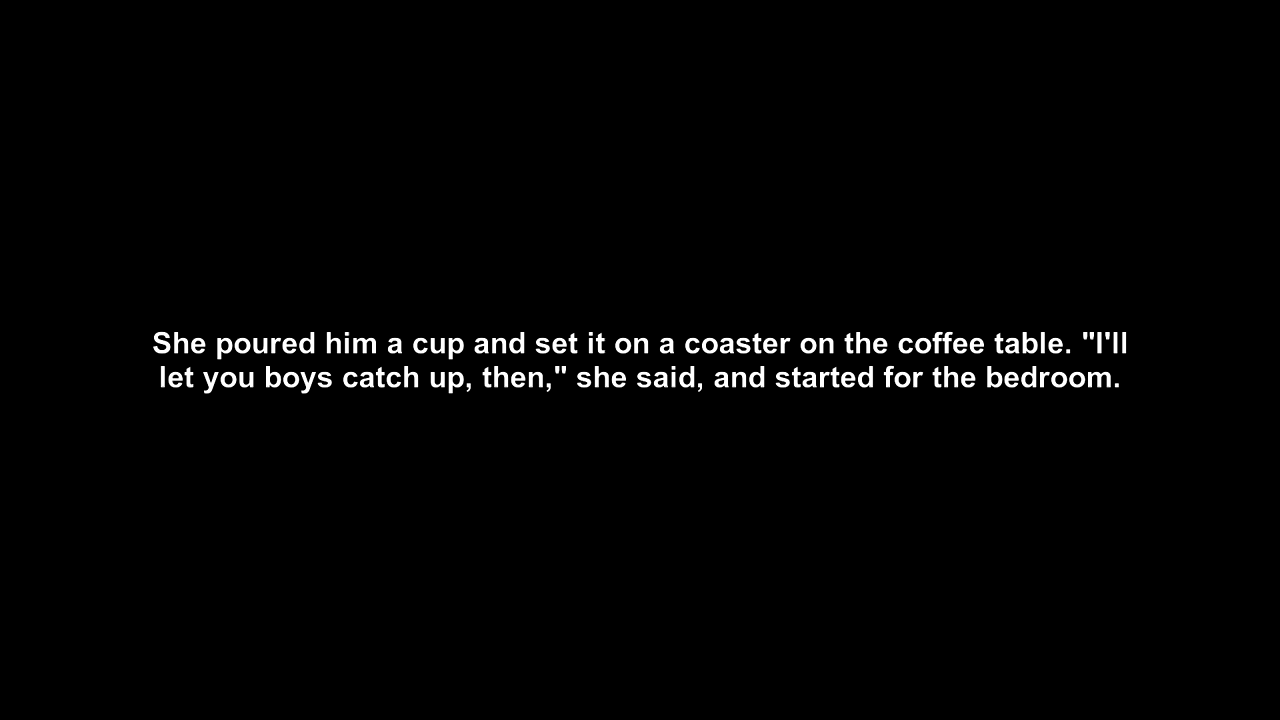 She poured him a cup and set it on a coaster on the coffee table. "I'll
let you boys catch up, then," she said, and started for the bedroom.